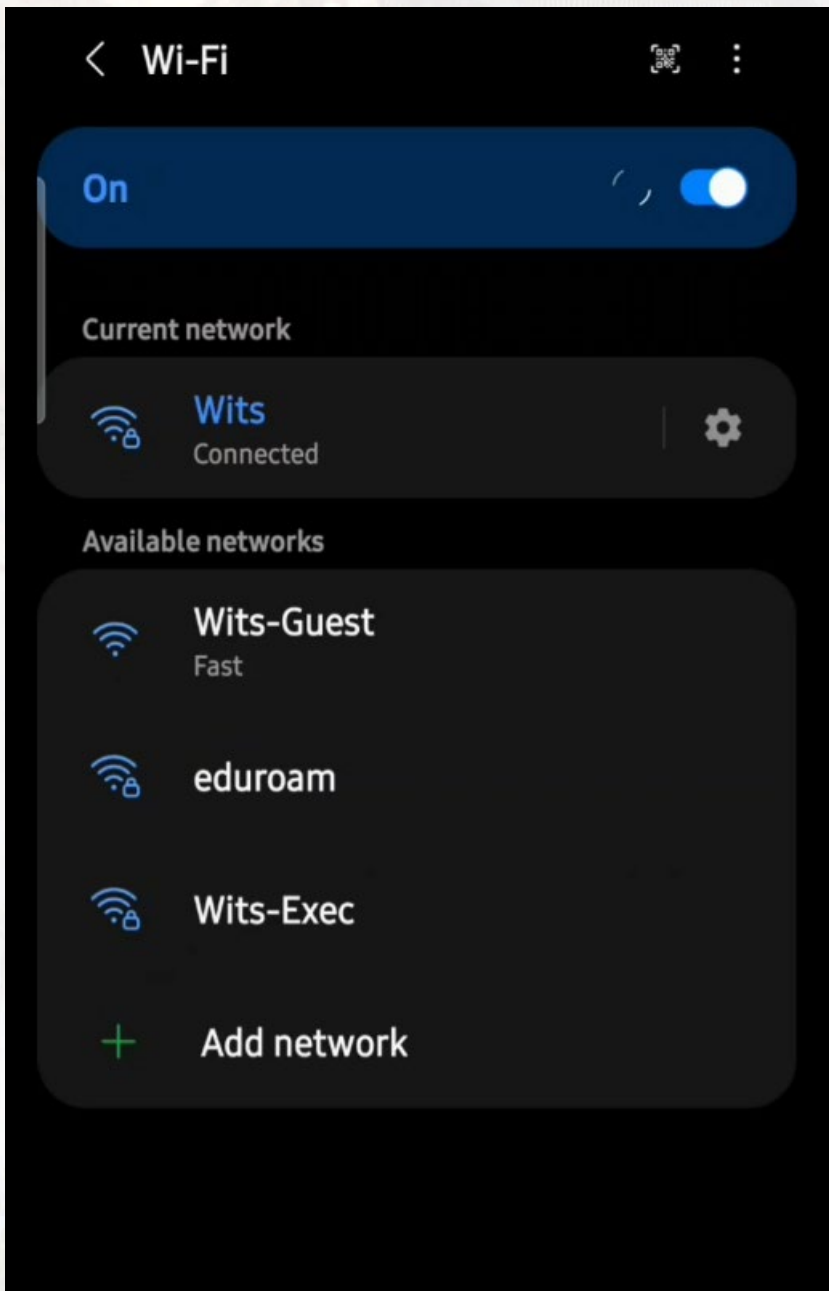 Wi-Fi
On
Current network
Wits
Connected
Available networks
Wits-Guest
Fast
eduroam
Wits-Exec
Add network